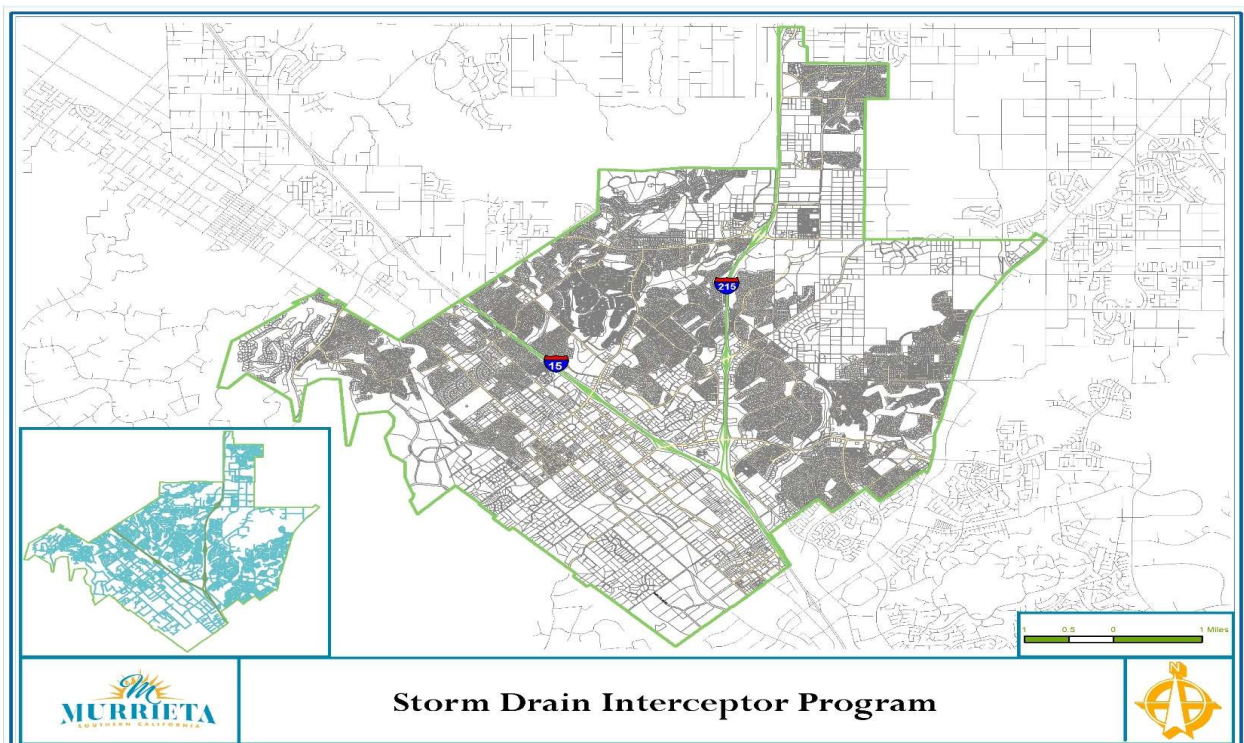 215
15
1 0.5 0 1 Miles
MURRIETA
SOUTHERN CALIFORNIA
Storm Drain Interceptor Program
N